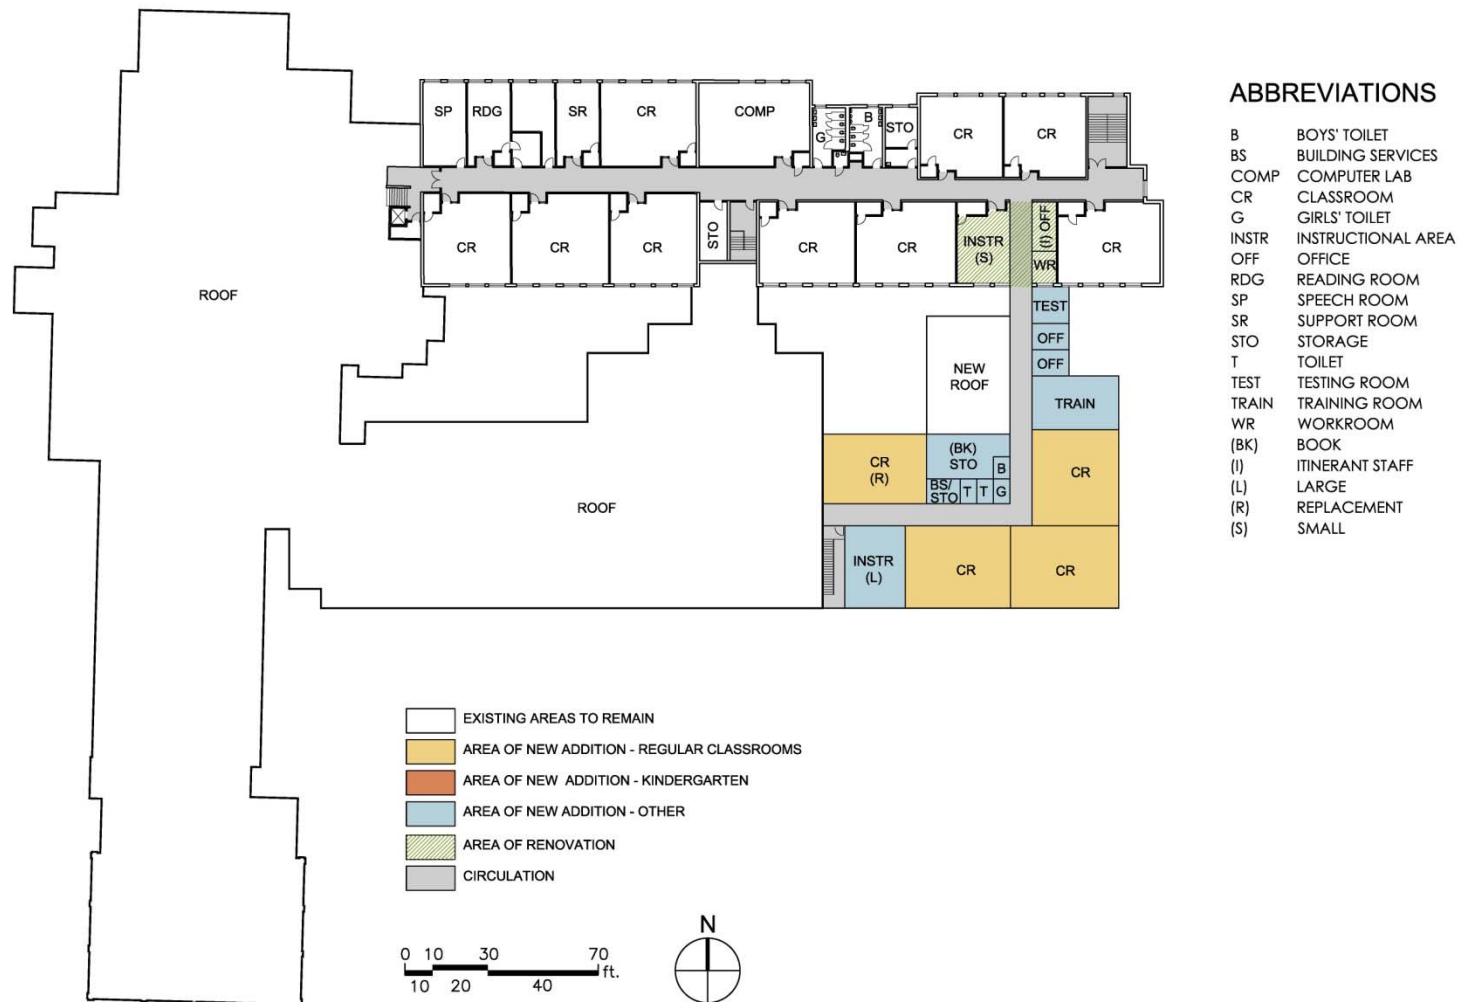 SP
RDG
SR
CR
COMP
G
B
STO
CR
CR
CR
CR
CR
STO
CR
CR
INSTR
(S)
(I) OFF
WR
CR
ROOF
TEST
OFF
OFF
NEW
ROOF
TRAIN
CR
(R)
(BK)
STO
B
BS/
STO
T
T
G
CR
ROOF
INSTR
(L)
CR
CR
ABBREVIATIONS
B BOYS' TOILET
BS BUILDING SERVICES
COMP COMPUTER LAB
CR CLASSROOM
G GIRLS' TOILET
INSTR INSTRUCTIONAL AREA
OFF OFFICE
RDG READING ROOM
SP SPEECH ROOM
SR SUPPORT ROOM
STO STORAGE
T TOILET
TEST TESTING ROOM
TRAIN TRAINING ROOM
WR WORKROOM
(BK) BOOK
(I) ITINERANT STAFF
(L) LARGE
(R) REPLACEMENT
(S) SMALL
EXISTING AREAS TO REMAIN
AREA OF NEW ADDITION - REGULAR CLASSROOMS
AREA OF NEW ADDITION - KINDERGARTEN
AREA OF NEW ADDITION - OTHER
AREA OF RENOVATION
CIRCULATION
0 10 30 70
ft.
10 20 40
N